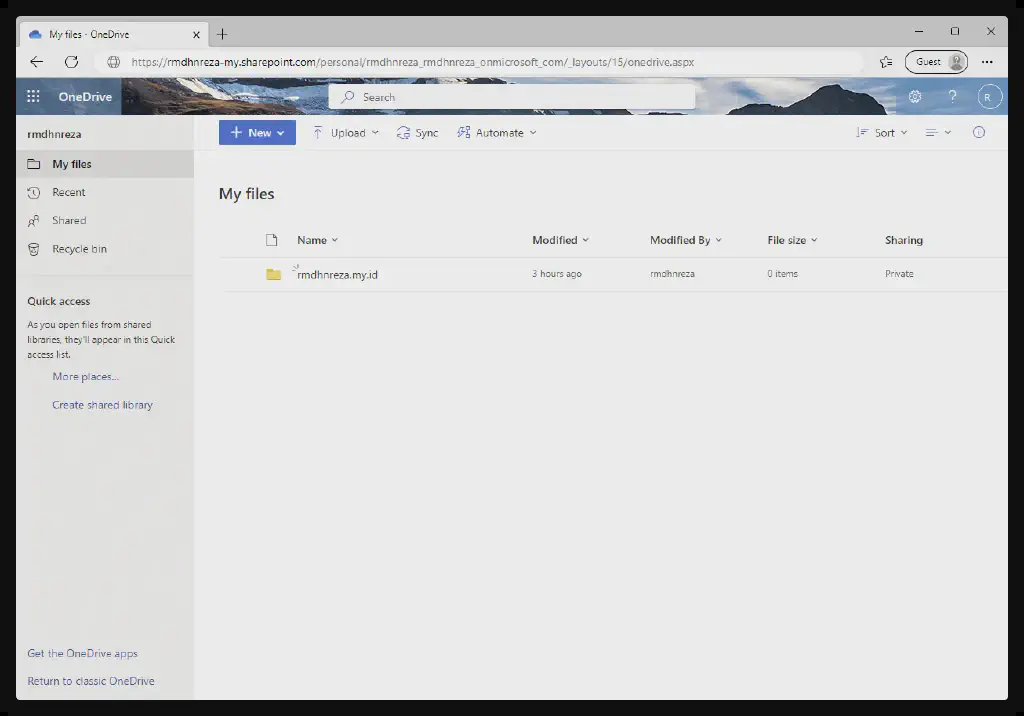 My files - OneDrive
https://rmdhnreza-my.sharepoint.com/personal/rmdhnreza_rmdhnreza_onmicrosoft_com/_layouts/15/onedrive.aspx
Guest
OneDrive
Search
?
R
rmdhnreza
New
Upload
Sync
Automate
Sort
My files
Recent
Shared
Recycle bin
My files
Name
Modified
Modified By
File size
Sharing
rmdhnreza.my.id
3 hours ago
rmdhnreza
0 items
Private
Quick access
As you open files from shared
libraries, they'll appear in this Quick
access list.
More places...
Create shared library
Get the OneDrive apps
Return to classic OneDrive